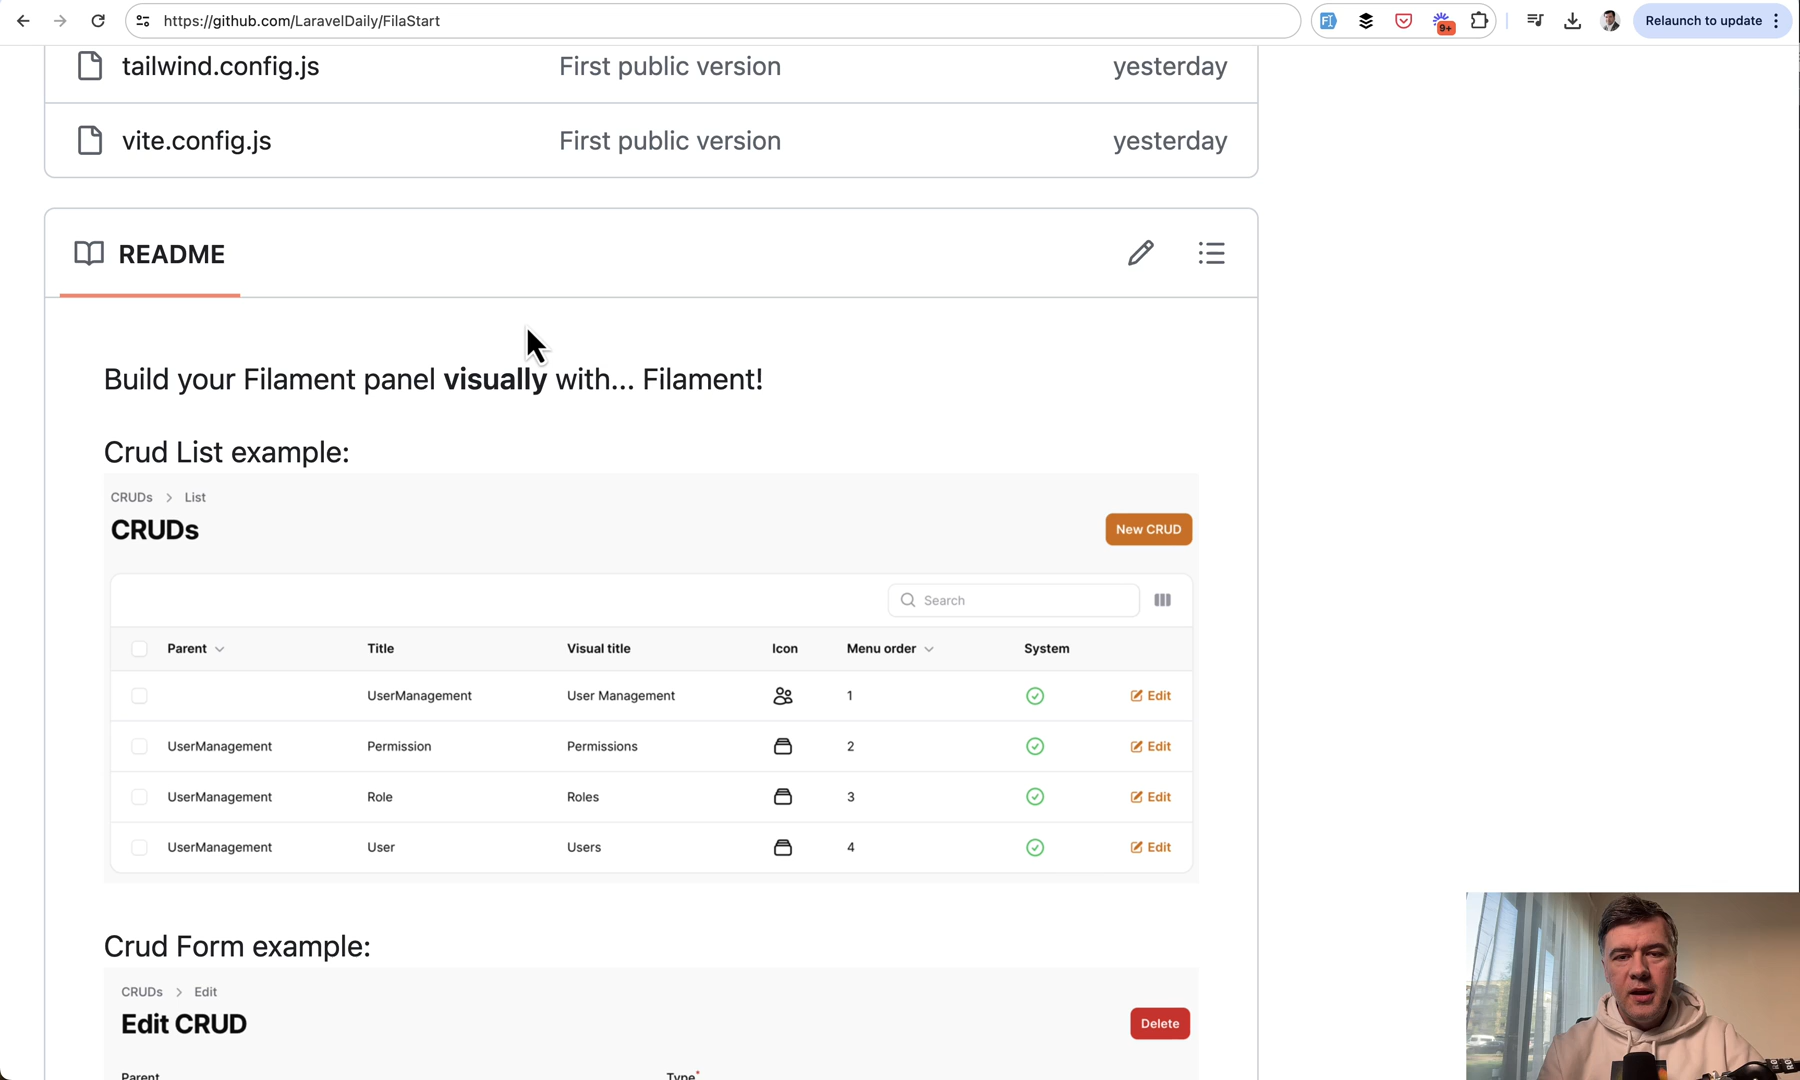 https://github.com/LaravelDaily/FilaStart
9+
Relaunch to update
tailwind.config.js First public version yesterday
vite.config.js First public version yesterday
README
Build your Filament panel visually with... Filament!
Crud List example:
CRUDs > List
CRUDs
New CRUD
Search
Parent Title Visual title Icon Menu order System
UserManagement User Management 1 Edit
UserManagement Permission Permissions 2 Edit
UserManagement Role Roles 3 Edit
UserManagement User Users 4 Edit
Crud Form example:
CRUDs > Edit
Edit CRUD
Delete
Parent Type*